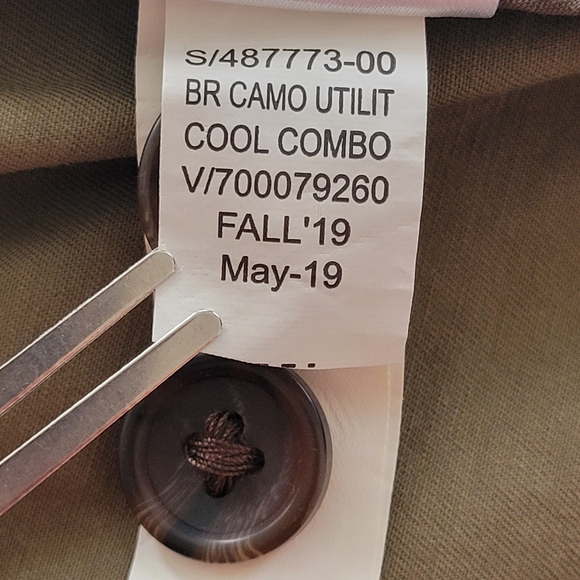 S/487773-00
BR CAMO UTILIT
COOL COMBO
V/700079260
FALL'19
May-19